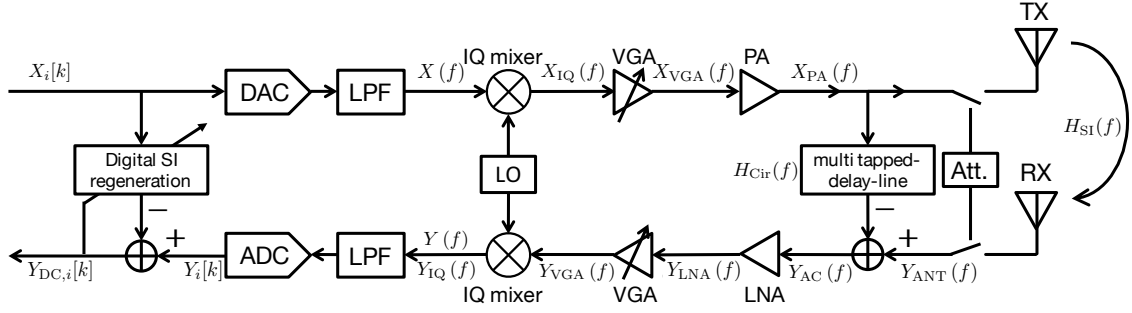 TX
IQ mixer
VGA
PA
X_i[k]
X(f)
X_IQ(f)
X_VGA(f)
X_PA(f)
DAC
LPF
H_SI(f)
Digital SI
regeneration
LO
H_Cir(f)
multi tapped-
delay-line
Att.
RX
−
−
+
+
Y(f)
ADC
LPF
Y_DC,i[k]
Y_i[k]
Y_IQ(f)
Y_VGA(f)
Y_LNA(f)
Y_AC(f)
Y_ANT(f)
IQ mixer
VGA
LNA